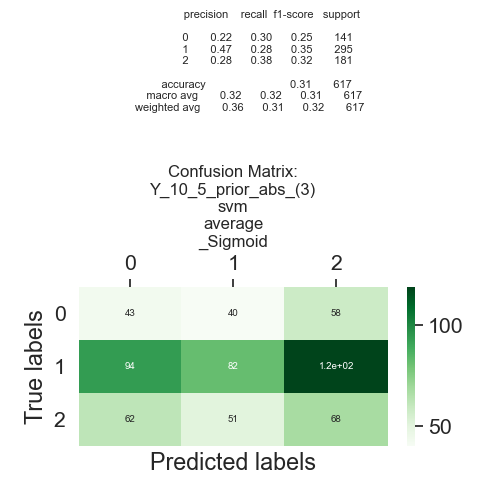 precision recall f1-score support
0 0.22 0.30 0.25 141
1 0.47 0.28 0.35 295
2 0.28 0.38 0.32 181
accuracy 0.31 617
macro avg 0.32 0.32 0.31 617
weighted avg 0.36 0.31 0.32 617
Confusion Matrix:
Y_10_5_prior_abs_(3)
svm
average
_Sigmoid
0 1 2
0 43 40 58
1 94 82 1.2e+02
2 62 51 68
True labels
Predicted labels
100
50